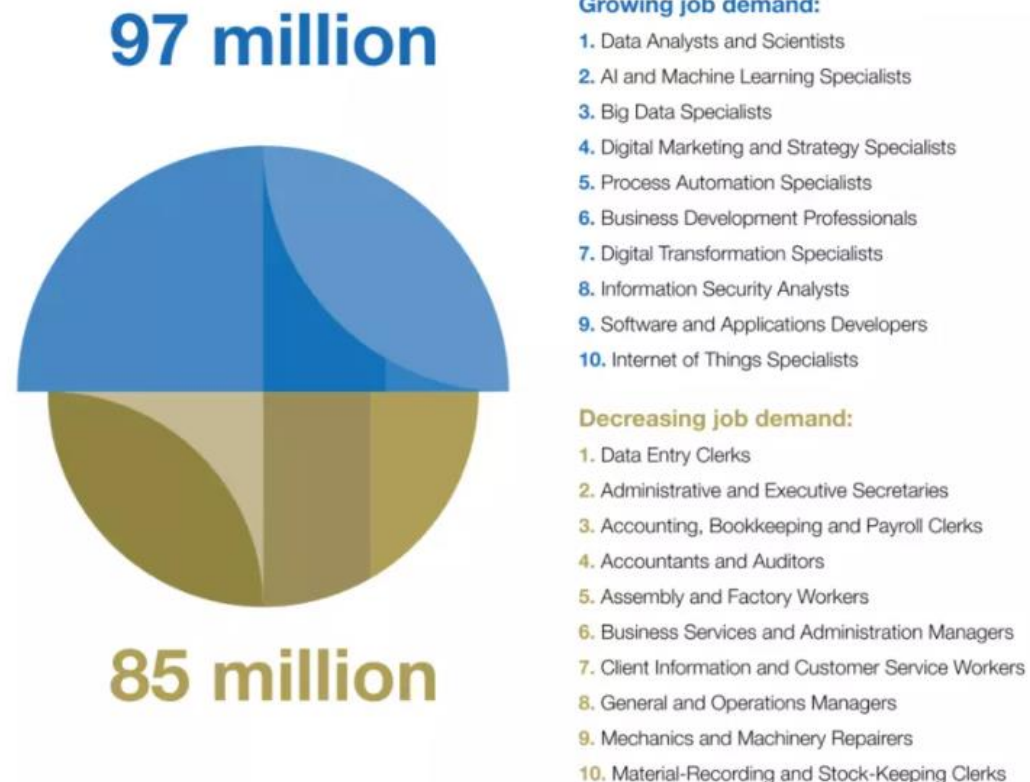 97 million
85 million
Growing job demand:
1. Data Analysts and Scientists
2. AI and Machine Learning Specialists
3. Big Data Specialists
4. Digital Marketing and Strategy Specialists
5. Process Automation Specialists
6. Business Development Professionals
7. Digital Transformation Specialists
8. Information Security Analysts
9. Software and Applications Developers
10. Internet of Things Specialists
Decreasing job demand:
1. Data Entry Clerks
2. Administrative and Executive Secretaries
3. Accounting, Bookkeeping and Payroll Clerks
4. Accountants and Auditors
5. Assembly and Factory Workers
6. Business Services and Administration Managers
7. Client Information and Customer Service Workers
8. General and Operations Managers
9. Mechanics and Machinery Repairers
10. Material-Recording and Stock-Keeping Clerks